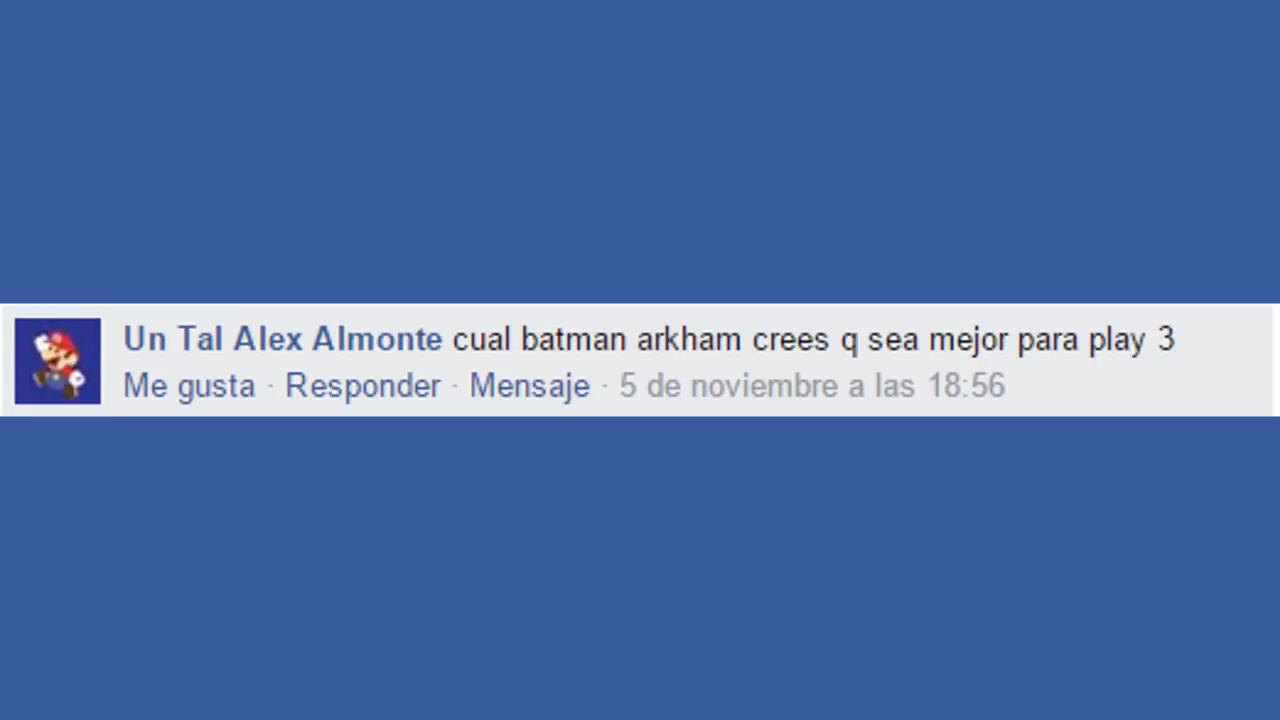 Un Tal Alex Almonte cual batman arkham crees q sea mejor para play 3
Me gusta · Responder · Mensaje · 5 de noviembre a las 18:56